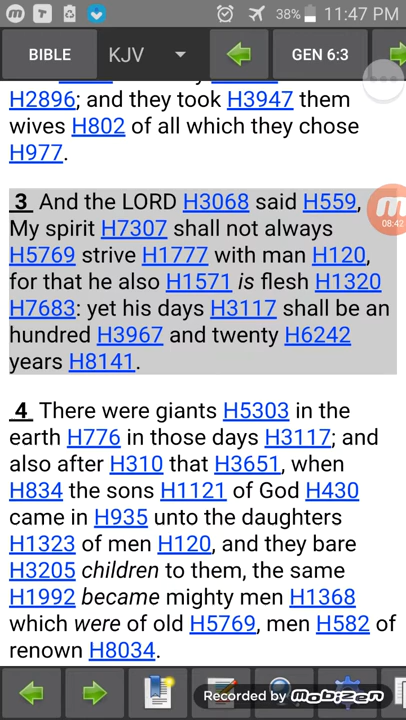 38% 11:47 PM
BIBLE KJV GEN 6:3
H2896; and they took H3947 them
wives H802 of all which they chose
H977.
3 And the LORD H3068 said H559,
My spirit H7307 shall not always
H5769 strive H1777 with man H120,
for that he also H1571 is flesh H1320
H7683: yet his days H3117 shall be an
hundred H3967 and twenty H6242
years H8141.
08:42
4 There were giants H5303 in the
earth H776 in those days H3117; and
also after H310 that H3651, when
H834 the sons H1121 of God H430
came in H935 unto the daughters
H1323 of men H120, and they bare
H3205 children to them, the same
H1992 became mighty men H1368
which were of old H5769, men H582 of
renown H8034.
Recorded by mobizen